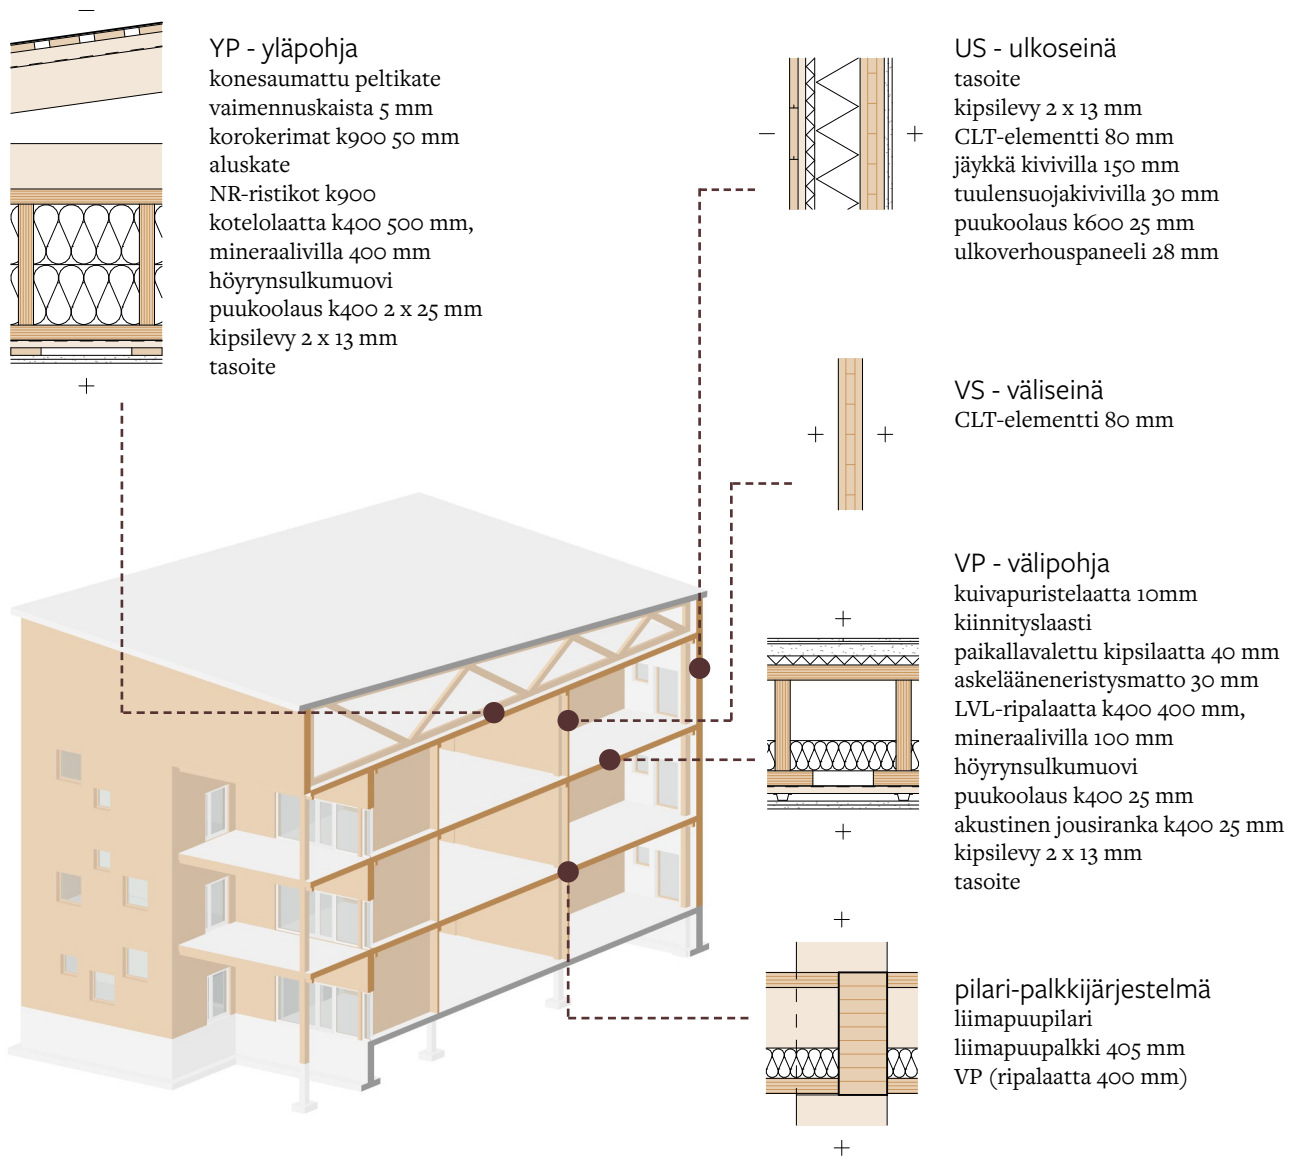 YP - yläpohja
konesaumattu peltikate
vaimennuskaista 5 mm
korokerimat k900 50 mm
aluskate
NR-ristikot k900
kotelolaatta k400 500 mm,
mineraalivilla 400 mm
höyrynsulkumuovi
puukoolaus k400 2 x 25 mm
kipsilevy 2 x 13 mm
tasoite
US - ulkoseinä
tasoite
kipsilevy 2 x 13 mm
CLT-elementti 80 mm
jäykkä kivivilla 150 mm
tuulensuojakivivilla 30 mm
puukoolaus k600 25 mm
ulkoverhouspaneeli 28 mm
VS - väliseinä
CLT-elementti 80 mm
VP - välipohja
kuivapuristelaatta 10mm
kiinnityslaasti
paikallavalettu kipsilaatta 40 mm
askelääneneristysmatto 30 mm
LVL-ripalaatta k400 400 mm,
mineraalivilla 100 mm
höyrynsulkumuovi
puukoolaus k400 25 mm
akustinen jousiranka k400 25 mm
kipsilevy 2 x 13 mm
tasoite
pilari-palkkijärjestelmä
liimapuupilari
liimapuupalkki 405 mm
VP (ripalaatta 400 mm)